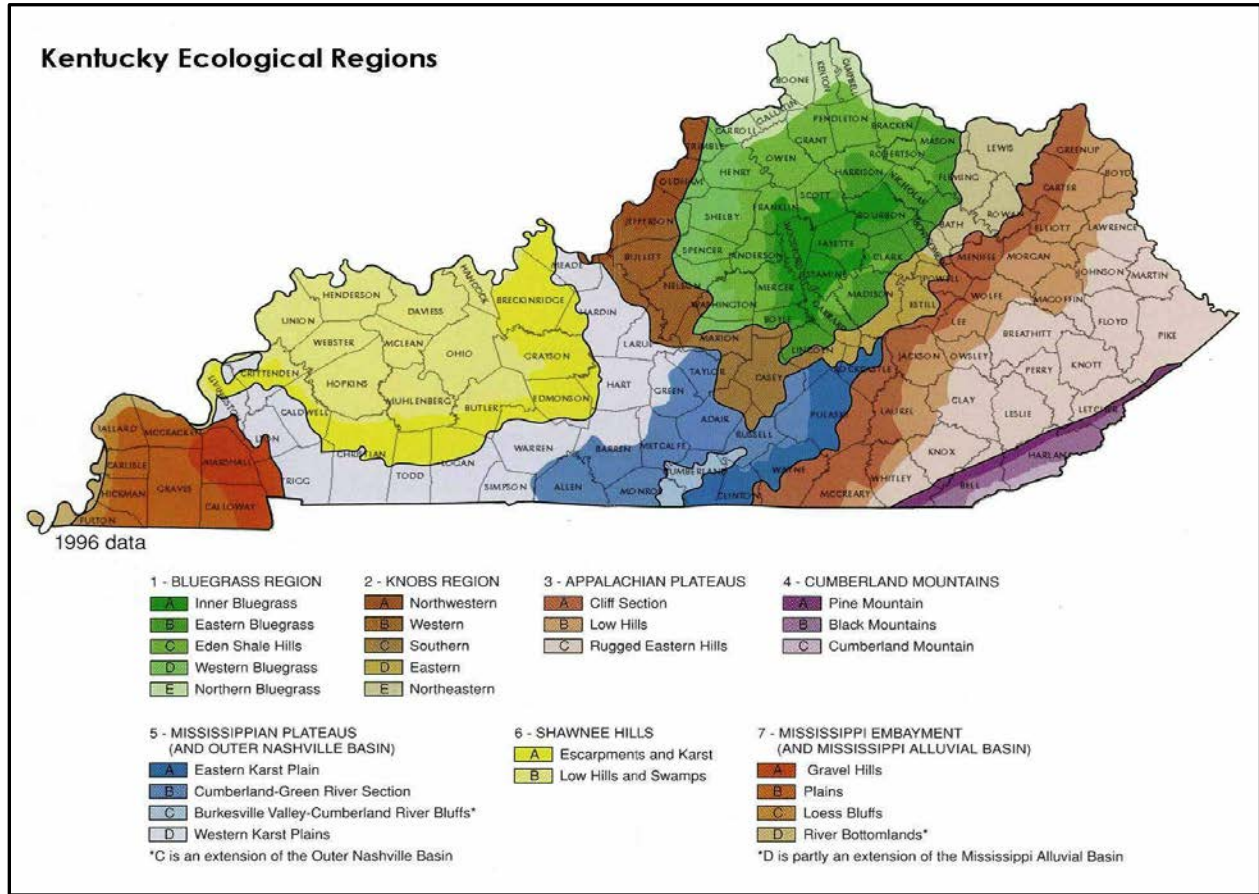 Kentucky Ecological Regions
BOONE
KENTON
CAMPBELL
GALLATIN
PENDLETON
BRACKEN
CARROLL
GRANT
MASON
LEWIS
GREENUP
TRIMBLE
OWEN
ROBERTSON
BOYD
HENRY
HARRISON
NICHOLAS
FLEMING
CARTER
OLDHAM
SCOTT
ROWAN
JEFFERSON
SHELBY
FRANKLIN
BOURBON
BATH
ELLIOTT
LAWRENCE
WOODFORD
FAYETTE
MONTGOMERY
SPENCER
ANDERSON
CLARK
MENIFEE
MORGAN
JOHNSON
MARTIN
BULLITT
POWELL
MEADE
NELSON
MERCER
MADISON
ESTILL
WOLFE
MAGOFFIN
HANCOCK
BRECKINRIDGE
WASHINGTON
GARRARD
LEE
FLOYD
HENDERSON
HARDIN
BOYLE
BREATHITT
PIKE
UNION
DAVIESS
LARUE
MARION
LINCOLN
WEBSTER
MCLEAN
OHIO
GRAYSON
TAYLOR
CASEY
ROCKCASTLE
JACKSON
OWSLEY
PERRY
KNOTT
CRITTENDEN
HOPKINS
MUHLENBERG
BUTLER
EDMONSON
HART
GREEN
ADAIR
PULASKI
LAUREL
CLAY
LESLIE
LETCHER
LIVINGSTON
CALDWELL
WARREN
BARREN
METCALFE
RUSSELL
KNOX
HARLAN
BALLARD
MCCRACKEN
LYON
CHRISTIAN
LOGAN
CUMBERLAND
WAYNE
WHITLEY
BELL
CARLISLE
MARSHALL
TRIGG
TODD
SIMPSON
ALLEN
MONROE
CLINTON
MCCREARY
HICKMAN
GRAVES
CALLOWAY
FULTON
1996 data
1 - BLUEGRASS REGION
A Inner Bluegrass
B Eastern Bluegrass
C Eden Shale Hills
D Western Bluegrass
E Northern Bluegrass
2 - KNOBS REGION
A Northwestern
B Western
C Southern
D Eastern
E Northeastern
3 - APPALACHIAN PLATEAUS
A Cliff Section
B Low Hills
C Rugged Eastern Hills
4 - CUMBERLAND MOUNTAINS
A Pine Mountain
B Black Mountains
C Cumberland Mountain
5 - MISSISSIPPIAN PLATEAUS
(AND OUTER NASHVILLE BASIN)
A Eastern Karst Plain
B Cumberland-Green River Section
C Burkesville Valley-Cumberland River Bluffs*
D Western Karst Plains
*C is an extension of the Outer Nashville Basin
6 - SHAWNEE HILLS
A Escarpments and Karst
B Low Hills and Swamps
7 - MISSISSIPPI EMBAYMENT
(AND MISSISSIPPI ALLUVIAL BASIN)
A Gravel Hills
B Plains
C Loess Bluffs
D River Bottomlands*
*D is partly an extension of the Mississippi Alluvial Basin